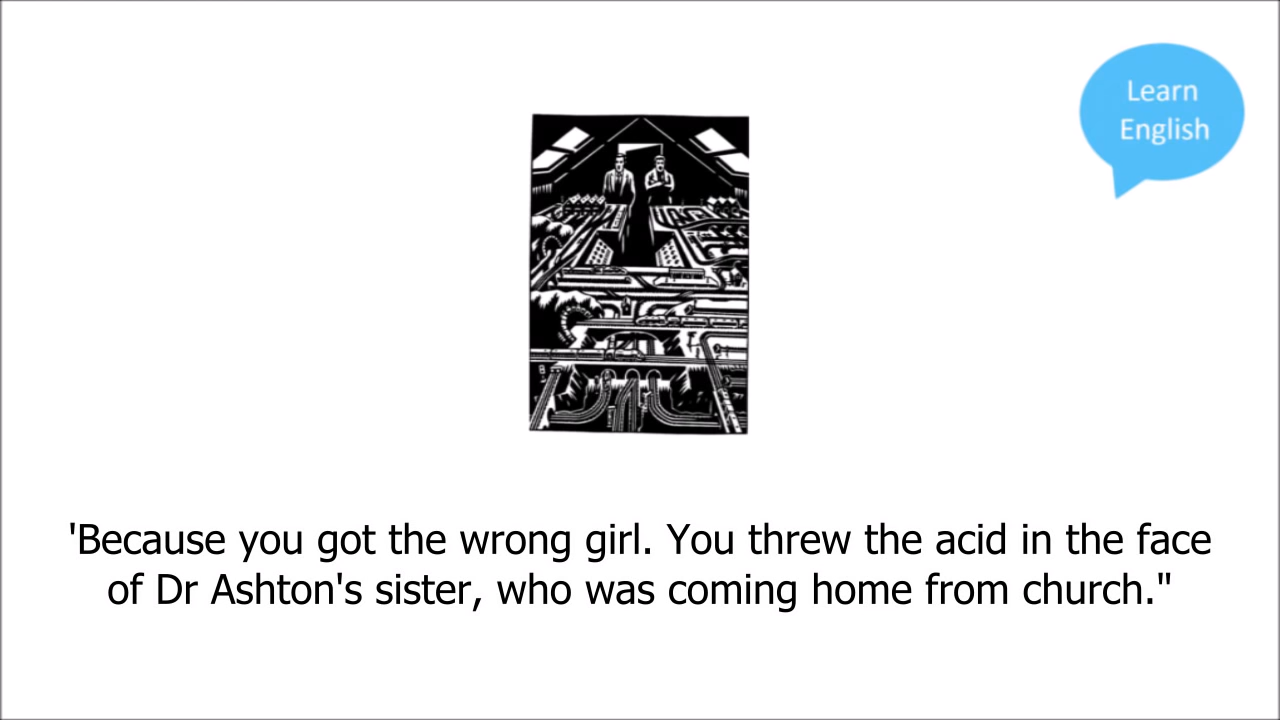 Learn
English
'Because you got the wrong girl. You threw the acid in the face
of Dr Ashton's sister, who was coming home from church."